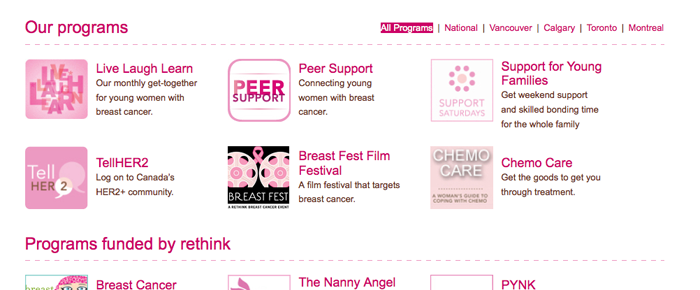 Our programs
All Programs | National | Vancouver | Calgary | Toronto | Montreal
LIVE LAUGH LEARN
Live Laugh Learn
Our monthly get-together
for young women with
breast cancer.
PEER
SUPPORT
Peer Support
Connecting young
women with breast
cancer.
SUPPORT
SATURDAYS
Support for Young
Families
Get weekend support
and skilled bonding time
for the whole family
Tell
HER2
TellHER2
Log on to Canada's
HER2+ community.
BREAST FEST
A RETHINK BREAST CANCER EVENT
Breast Fest Film
Festival
A film festival that targets
breast cancer.
CHEMO
CARE
A WOMAN'S GUIDE TO
COPING WITH CHEMO
Chemo Care
Get the goods to get you
through treatment.
Programs funded by rethink
Breast Cancer
The Nanny Angel
PYNK